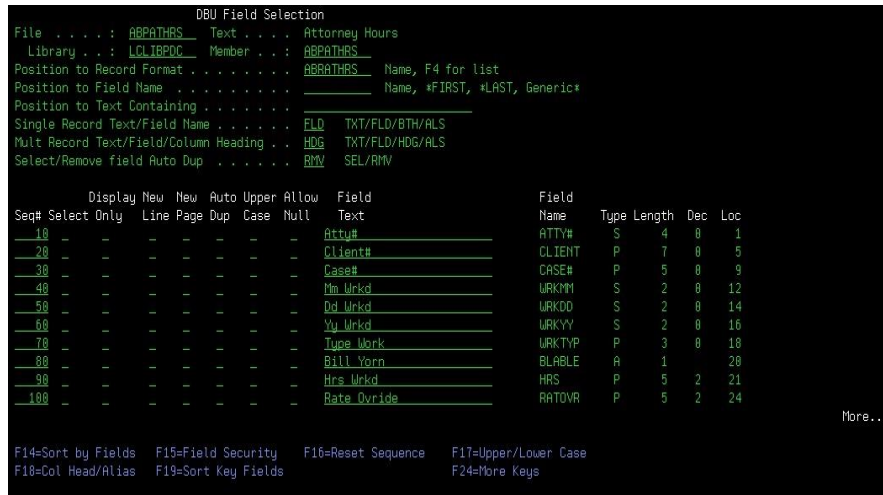 DBU Field Selection
File . . . . : ABPATHRS Text . . . . Attorney Hours
Library . . : LCLIBPDC Member . . : ABPATHRS
Position to Record Format . . . . . . . . ABRATHRS Name, F4 for list
Position to Field Name . . . . . . Name, *FIRST, *LAST, Generic*
Position to Text Containing . . . . . . .
Single Record Text/Field Name . . . . . . FLD TXT/FLD/BTH/ALS
Mult Record Text/Field/Column Heading . . HDG TXT/FLD/HDG/ALS
Select/Remove field Auto Dup . . . . . . RMV SEL/RMV
Display New New Auto Upper Allow Field Field
Seq# Select Only Line Page Dup Case Null Text Name Type Length Dec Loc
10 _ _ _ _ _ _ _ Atty# ATTY# S 4 0 1
20 _ _ _ _ _ _ _ Client# CLIENT P 7 0 5
30 _ _ _ _ _ _ _ Case# CASE# P 5 0 9
40 _ _ _ _ _ _ _ Mm Wrkd WRKMM S 2 0 12
50 _ _ _ _ _ _ _ Dd Wrkd WRKDD S 2 0 14
60 _ _ _ _ _ _ _ Yy Wrkd WRKYY S 2 0 16
70 _ _ _ _ _ _ _ Type Work WRKTYP P 3 0 18
80 _ _ _ _ _ _ _ Bill Yorn BLABLE A 1 20
90 _ _ _ _ _ _ _ Hrs Wrkd HRS P 5 2 21
100 _ _ _ _ _ _ _ Rate Ovride RATOVR P 5 2 24
More..
F14=Sort by Fields F15=Field Security F16=Reset Sequence F17=Upper/Lower Case
F18=Col Head/Alias F19=Sort Key Fields F24=More Keys